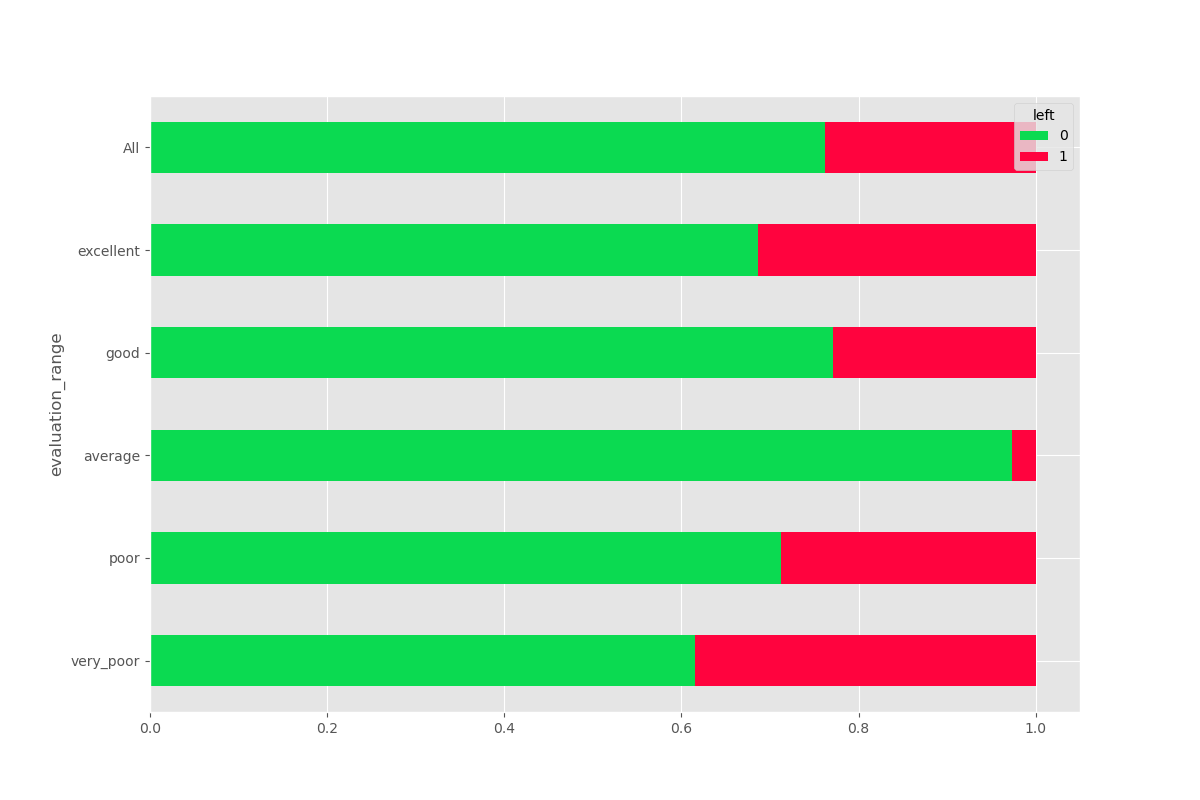 left
0
1
All
excellent
good
average
poor
very_poor
evaluation_range
0.0 0.2 0.4 0.6 0.8 1.0